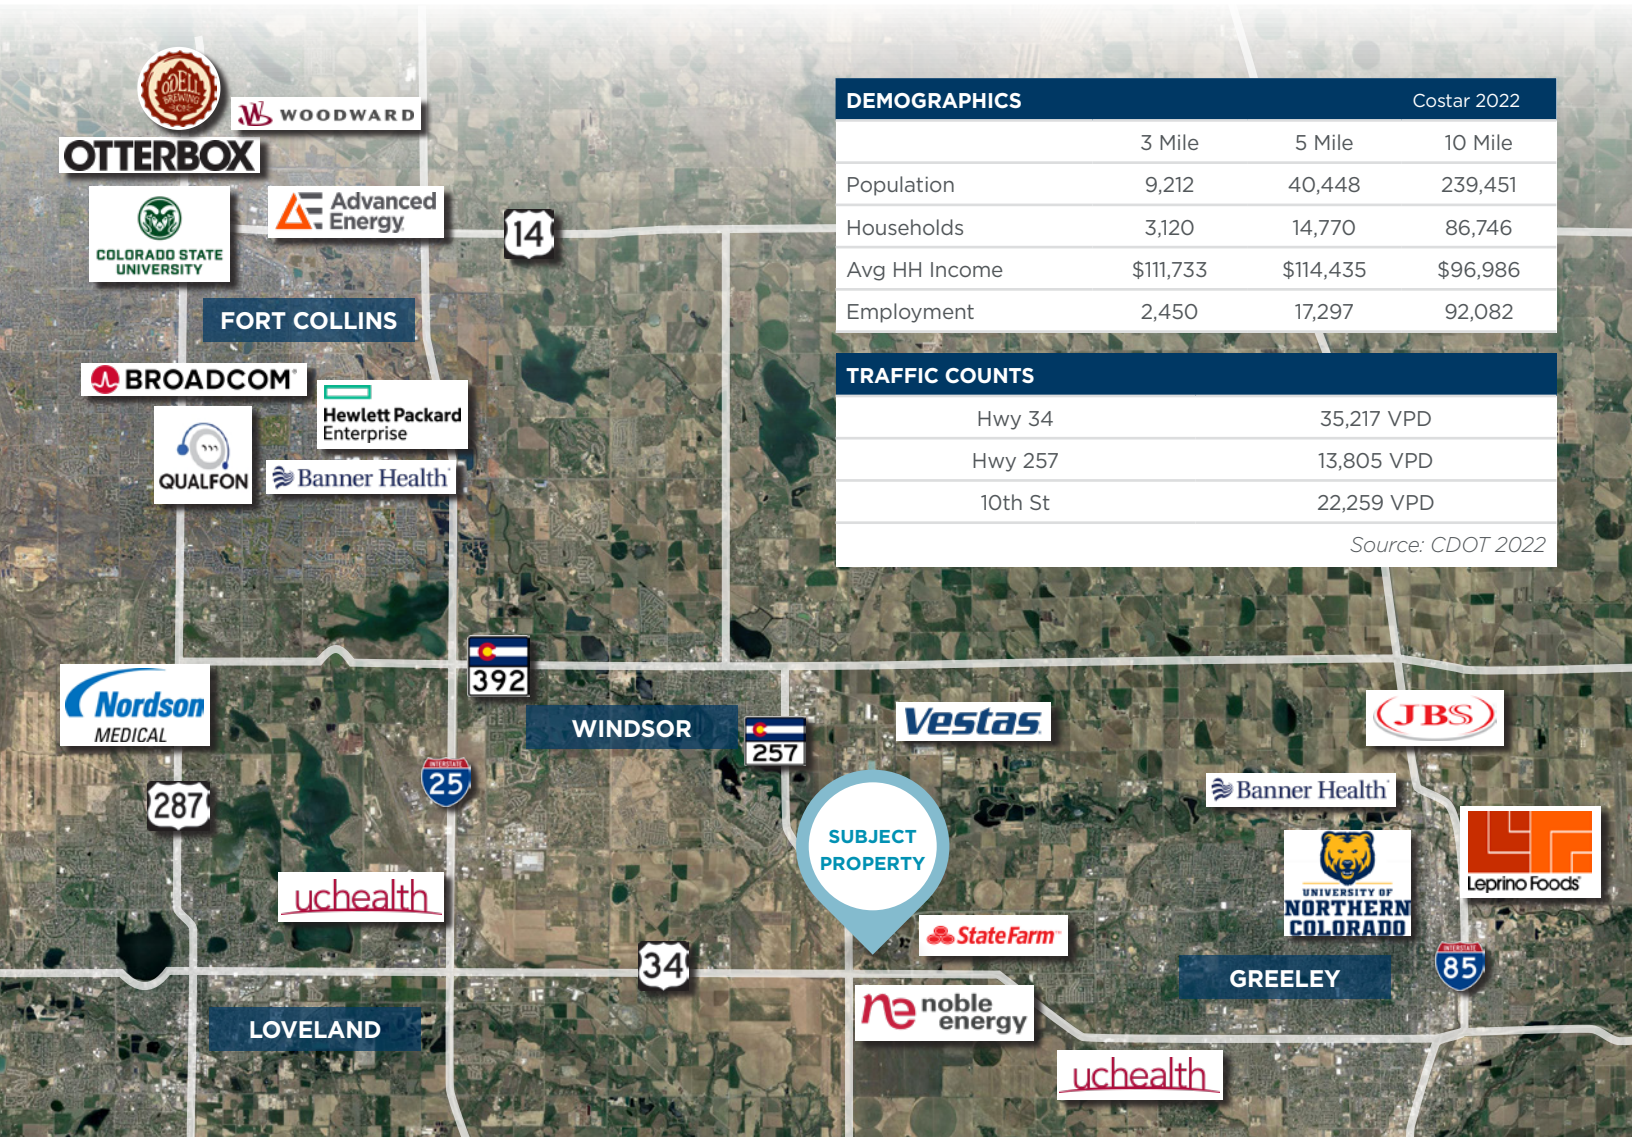 ODELL
BREWING
CO
WOODWARD
OTTERBOX
COLORADO STATE
UNIVERSITY
Advanced
Energy
14
FORT COLLINS
BROADCOM
Hewlett Packard
Enterprise
QUALFON
Banner Health
DEMOGRAPHICS Costar 2022
3 Mile 5 Mile 10 Mile
Population 9,212 40,448 239,451
Households 3,120 14,770 86,746
Avg HH Income $111,733 $114,435 $96,986
Employment 2,450 17,297 92,082
TRAFFIC COUNTS
Hwy 34 35,217 VPD
Hwy 257 13,805 VPD
10th St 22,259 VPD
Source: CDOT 2022
392
Nordson
MEDICAL
WINDSOR
257
Vestas
JBS
INTERSTATE
25
287
Banner Health
SUBJECT
PROPERTY
UNIVERSITY OF
NORTHERN
COLORADO
Leprino Foods
uchealth
StateFarm
34
GREELEY
INTERSTATE
85
noble
energy
LOVELAND
uchealth